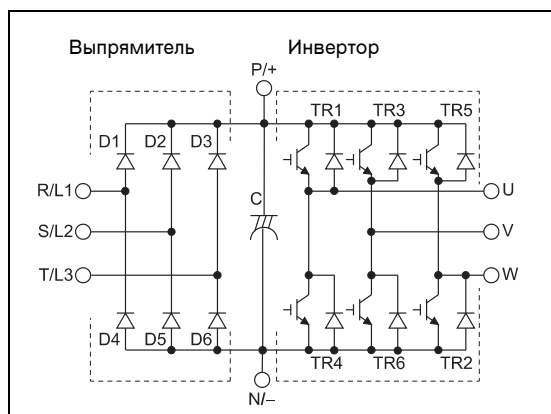 Выпрямитель Инвертор
P/+
D1 D2 D3 TR1 TR3 TR5
R/L1 C U
S/L2 V
T/L3 W
D4 D5 D6 TR4 TR6 TR2
N/–